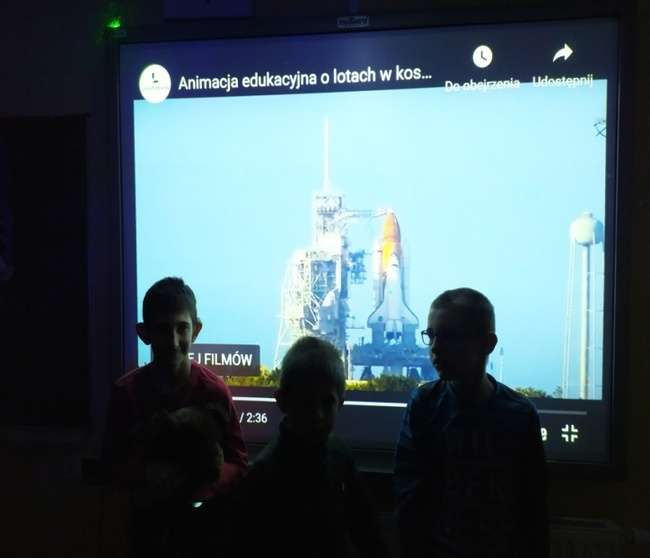 Animacja edukacyjna o lotach w kos...
Do obejrzenia
Udostępnij
J FILMÓW
/ 2:36